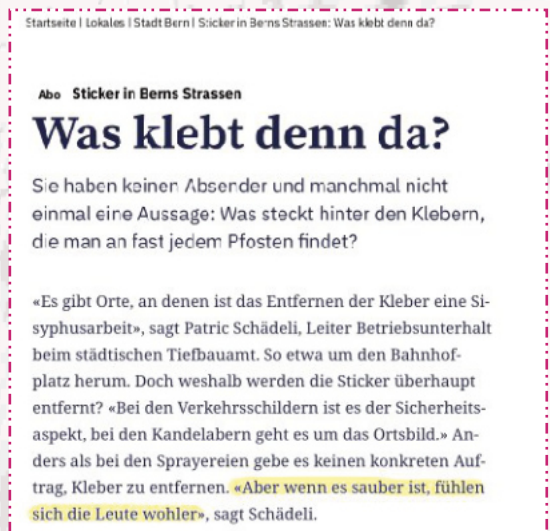 Startseite | Lokales | Stadt Bern | Sticker in Berns Strassen: Was klebt denn da?
Abo Sticker in Berns Strassen
Was klebt denn da?
Sie haben keinen Absender und manchmal nicht
einmal eine Aussage: Was steckt hinter den Klebern,
die man an fast jedem Pfosten findet?
«Es gibt Orte, an denen ist das Entfernen der Kleber eine Si-
syphusarbeit», sagt Patric Schädeli, Leiter Betriebsunterhalt
beim städtischen Tiefbauamt. So etwa um den Bahnhof-
platz herum. Doch weshalb werden die Sticker überhaupt
entfernt? «Bei den Verkehrsschildern ist es der Sicherheits-
aspekt, bei den Kandelabern geht es um das Ortsbild.» An-
ders als bei den Sprayereien gebe es keinen konkreten Auf-
trag, Kleber zu entfernen. «Aber wenn es sauber ist, fühlen
sich die Leute wohler», sagt Schädeli.